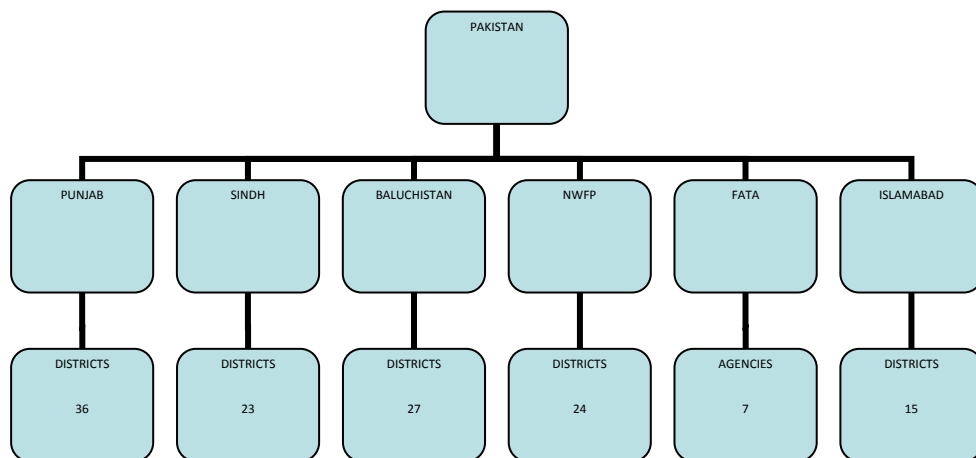 PAKISTAN
PUNJAB
SINDH
BALUCHISTAN
NWFP
FATA
ISLAMABAD
DISTRICTS
36
DISTRICTS
23
DISTRICTS
27
DISTRICTS
24
AGENCIES
7
DISTRICTS
15